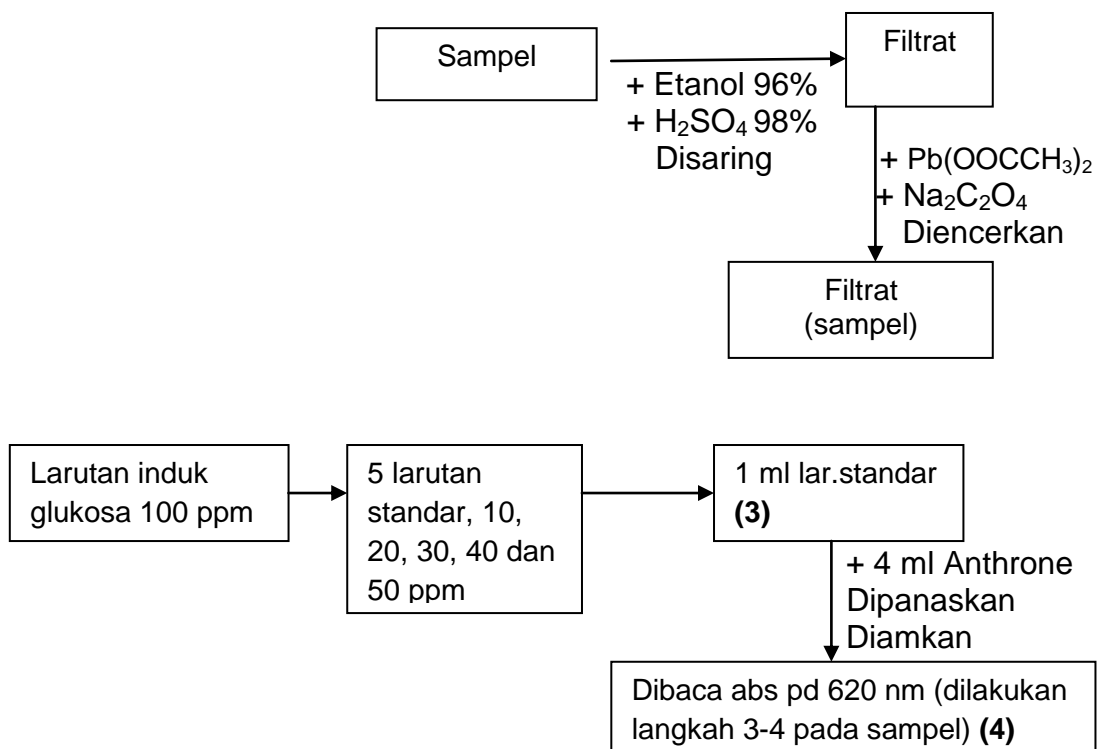 Sampel
Filtrat
+ Etanol 96%
+ H₂SO₄ 98%
Disaring
+ Pb(OOCCH₃)₂
+ Na₂C₂O₄
Diencerkan
Filtrat
(sampel)
Larutan induk
glukosa 100 ppm
5 larutan
standar, 10,
20, 30, 40 dan
50 ppm
1 ml lar.standar
(3)
+ 4 ml Anthrone
Dipanaskan
Diamkan
Dibaca abs pd 620 nm (dilakukan
langkah 3-4 pada sampel) (4)